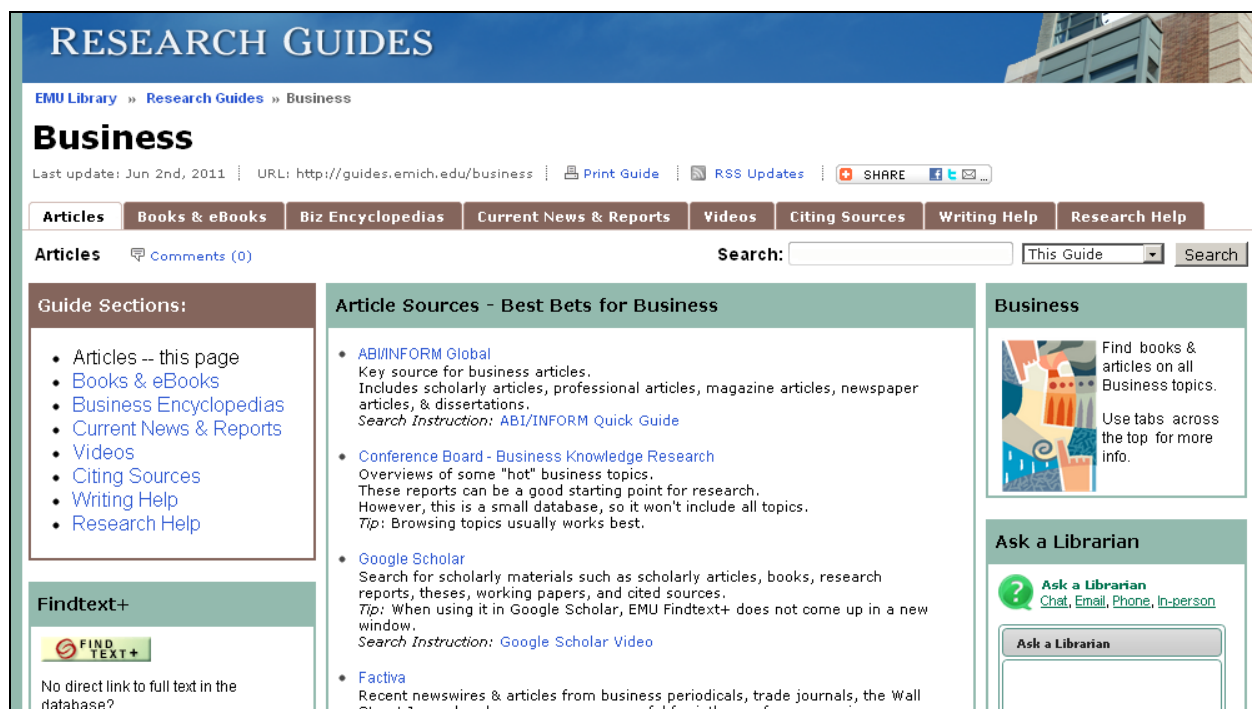 RESEARCH GUIDES
EMU Library » Research Guides » Business
Business
Last update: Jun 2nd, 2011 URL: http://guides.emich.edu/business Print Guide RSS Updates SHARE ...
Articles Books & eBooks Biz Encyclopedias Current News & Reports Videos Citing Sources Writing Help Research Help
Articles Comments (0) Search: This Guide Search
Guide Sections:
• Articles -- this page
• Books & eBooks
• Business Encyclopedias
• Current News & Reports
• Videos
• Citing Sources
• Writing Help
• Research Help
Findtext+
FIND
TEXT+
No direct link to full text in the
database?
Article Sources - Best Bets for Business
• ABI/INFORM Global
Key source for business articles.
Includes scholarly articles, professional articles, magazine articles, newspaper
articles, & dissertations.
Search Instruction: ABI/INFORM Quick Guide
• Conference Board - Business Knowledge Research
Overviews of some "hot" business topics.
These reports can be a good starting point for research.
However, this is a small database, so it won't include all topics.
Tip: Browsing topics usually works best.
• Google Scholar
Search for scholarly materials such as scholarly articles, books, research
reports, theses, working papers, and cited sources.
Tip: When using it in Google Scholar, EMU Findtext+ does not come up in a new
window.
Search Instruction: Google Scholar Video
• Factiva
Recent newswires & articles from business periodicals, trade journals, the Wall
Business
Find books &
articles on all
Business topics.
Use tabs across
the top for more
info.
Ask a Librarian
Ask a Librarian
Chat, Email, Phone, In-person
Ask a Librarian